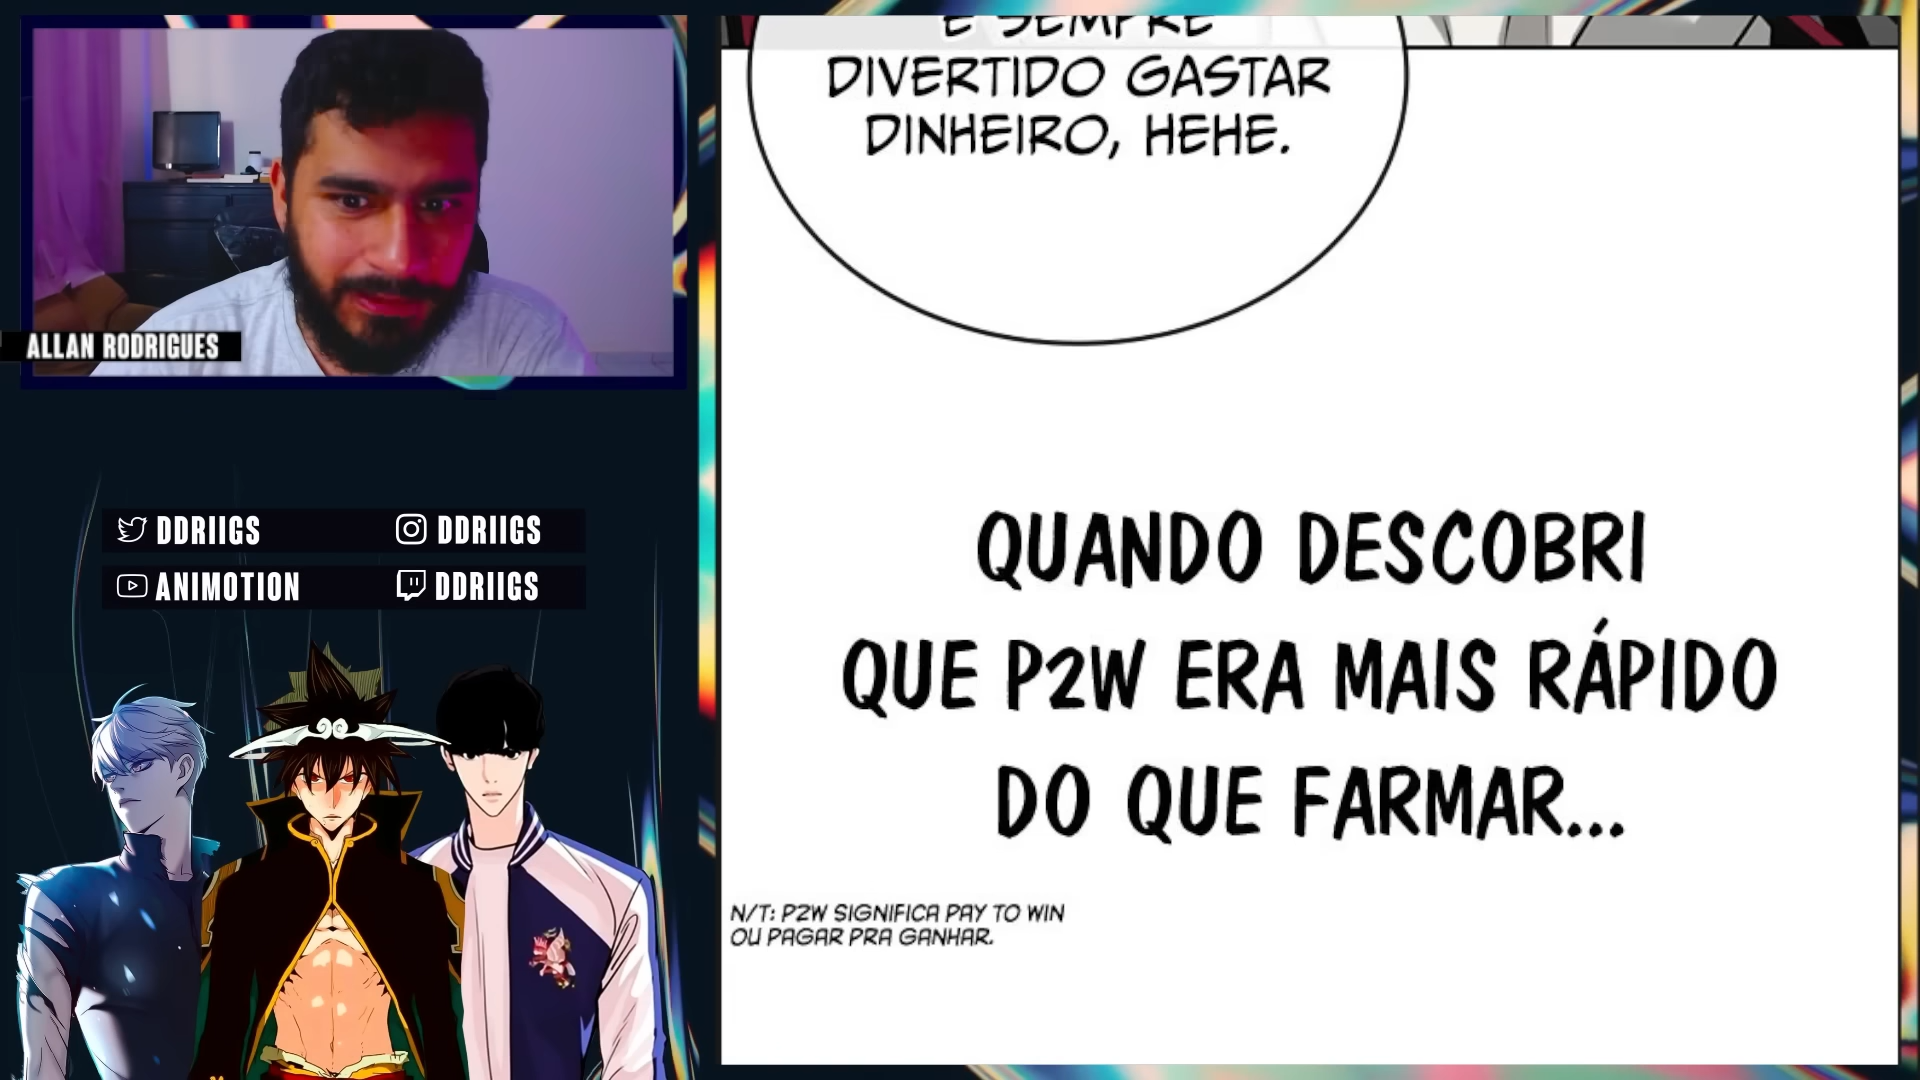 ALLAN RODRIGUES
DDRIIGS
DDRIIGS
ANIMOTION
DDRIIGS
É SEMPRE
DIVERTIDO GASTAR
DINHEIRO, HEHE.
QUANDO DESCOBRI
QUE P2W ERA MAIS RÁPIDO
DO QUE FARMAR...
N/T: P2W SIGNIFICA PAY TO WIN
OU PAGAR PRA GANHAR.